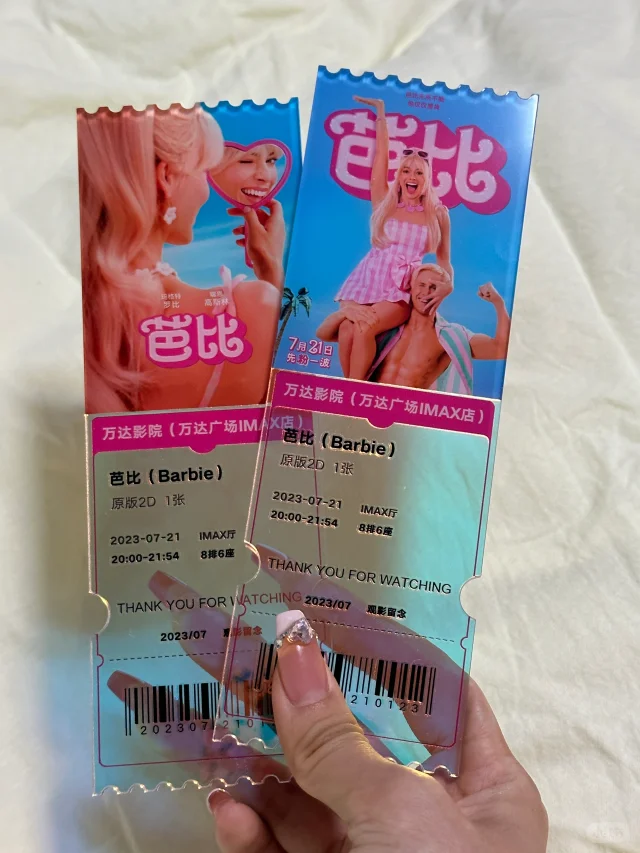 芭比
万达影院（万达广场IMAX店）
芭比（Barbie）
原版2D 1张
2023-07-21 IMAX厅
20:00-21:54 8排6座
THANK YOU FOR WATCHING
2023/07
芭比
7月21日
先粉一波
万达影院（万达广场IMAX店）
芭比（Barbie）
原版2D 1张
2023-07-21 IMAX厅
20:00-21:54 8排6座
THANK YOU FOR WATCHING
2023/07 观影留念
210123